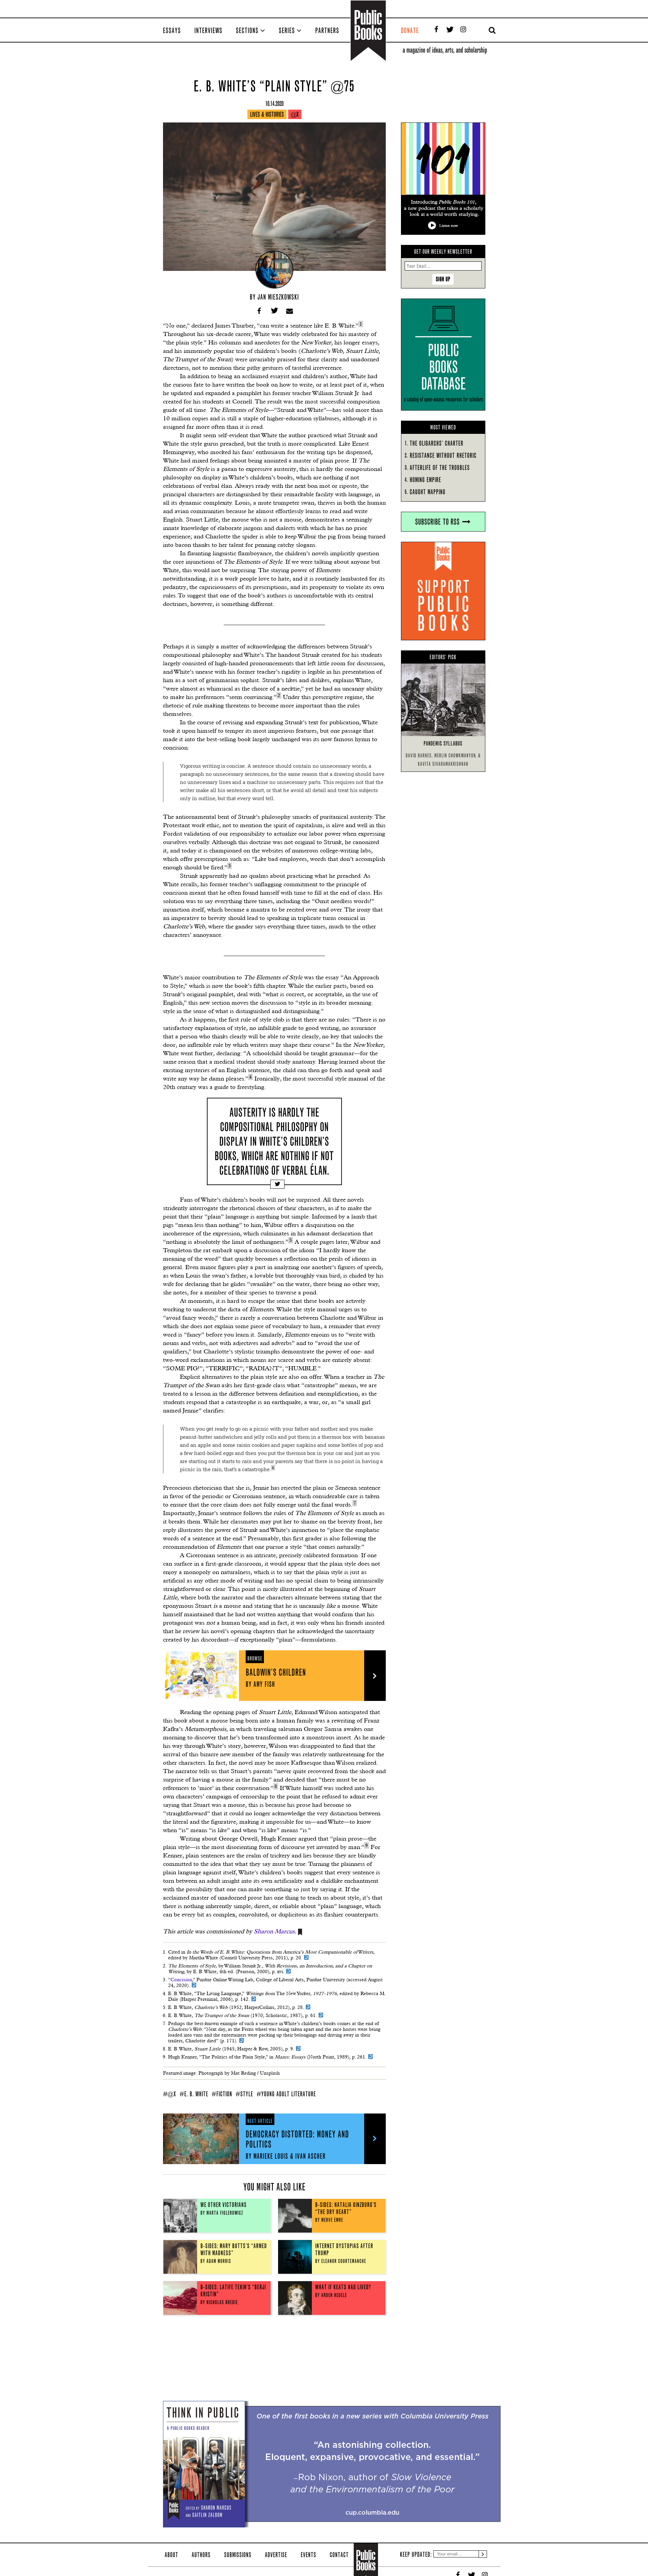 ESSAYS INTERVIEWS SECTIONS SERIES PARTNERS
Public Books
DONATE
a magazine of ideas, arts, and scholarship
E. B. WHITE'S “PLAIN STYLE” @75
10.14.2020
LIVES & HISTORIES @X
BY JAN MIESZKOWSKI
“No one,” declared James Thurber, “can write a sentence like E. B. White.”1
Throughout his six-decade career, White was widely celebrated for his mastery of
“the plain style.” His column and anecdotes for the New Yorker, his longer essays,
and his immensely popular trio of children's books (Charlotte's Web, Stuart Little,
The Trumpet of the Swan) were invariably praised for their clarity and unadorned
directness, not to mention their pithy gestures of tasteful irreverence.
In addition to being an acclaimed essayist and children's author, White had
the curious fate to have written the book on how to write, or at least part of it, when
he updated and expanded a pamphlet his former teacher William Strunk Jr. had
created for his students at Cornell. The result was the most successful composition
guide of all time. The Elements of Style—“Strunk and White”—has sold more than
10 million copies and is still a staple of high-school composition syllabi, although it is
assigned far more often than it is read.
It might seem self-evident that White the author practiced what Strunk and
White the style gurus preached, but the truth is more complicated. Like Ernest
Hemingway, who mocked his fans' enthusiasm for the writing tips he dispensed,
White had mixed feelings about being anointed a master of plain prose. If The
Elements of Style is a paean to expressive austerity, this is hardly the compositional
philosophy on display in White's children's books, which are nothing if not
celebrations of verbal élan. Always ready with the next bon mot or riposte, the
principal characters are distinguished by their remarkable facility with language, in
all its dynamic complexity. Louis, a mute trumpeter swan, thrives in both the human
and avian communities because he almost effortlessly learns to read and write
English. Stuart Little, the mouse who is not a mouse, demonstrates a seemingly
innate knowledge of elaborate jargons and dialects with which he has no prior
experience, and Charlotte the spider is able to keep Wilbur the pig from being turned
into bacon thanks to her talent for penning catchy slogans.
In flaunting linguistic flamboyance, the children's novels implicitly question
the core injunctions of The Elements of Style. If we were talking about anyone but
White, this would not be surprising. The staying power of Elements
notwithstanding, it is a work people love to hate, and it is routinely lambasted for its
pedantry, the capriciousness of its prescriptions, and its propensity to violate its own
rules. To suggest that one of the book's authors is uncomfortable with its central
doctrines, however, is something different.
Perhaps it is simply a matter of acknowledging the differences between Strunk's
compositional philosophy and White's. The handout Strunk created for his students
largely consisted of high-handed pronouncements that left little room for discussion,
and White's unease with his former teacher's rigidity is legible in his presentation of
him as a sort of grammarian sophist. Strunk's likes and dislikes, explains White,
“were almost as whimsical as the choice of a necktie,” yet he had an uncanny ability
to make his preferences “seem convincing.”2 Under this prescriptive regime, the
rhetoric of rule making threatens to become more important than the rules
themselves.
In the course of revising and expanding Strunk's text for publication, White
took it upon himself to temper its most imperious features, but one passage that
made it into the best-selling book largely unchanged was its now famous hymn to
concision:
Vigorous writing is concise. A sentence should contain no unnecessary words, a
paragraph no unnecessary sentences, for the same reason that a drawing should have
no unnecessary lines and a machine no unnecessary parts. This requires not that the
writer make all his sentences short, or that he avoid all detail and treat his subjects
only in outline, but that every word tell.
The antiornamental bent of Strunk's philosophy smacks of puritanical austerity. The
Protestant work ethic, not to mention the spirit of capitalism, is alive and well in this
Fordist validation of our responsibility to actualize our labor power when expressing
ourselves verbally. Although this doctrine was not original to Strunk, he canonized
it, and today it is championed on the websites of numerous college-writing labs,
which offer prescriptions such as: “Like bad employees, words that don't accomplish
enough should be fired.”3
Strunk apparently had no qualms about practicing what he preached. As
White recalls, his former teacher's unflagging commitment to the principle of
concision meant he often found himself with time to fill at the end of class. His
solution was to say everything three times, including the “Omit needless words!”
injunction itself, which became a mantra to be recited over and over. The irony that
an imperative to brevity should lead to speaking in triplicate turns comical in
Charlotte's Web, where the gander says everything three times, much to the other
characters' annoyance.
White's major contribution to The Elements of Style was the essay “An Approach
to Style,” which is now the book's fifth chapter. While the earlier parts, based on
Strunk's original pamphlet, deal with “what is correct, or acceptable, in the use of
English,” this new section moves the discussion to “style in its broader meaning:
style in the sense of what is distinguished and distinguishing.”
As it happens, the first rule of style club is that there are no rules: “There is no
satisfactory explanation of style, no infallible guide to good writing, no assurance
that a person who thinks clearly will be able to write clearly, no key that unlocks the
door, no inflexible rule by which writers may shape their course.” In the New Yorker,
White went further, declaring: “A schoolchild should be taught grammar—for the
same reason that a medical student should study anatomy. Having learned about the
exciting mysteries of an English sentence, the child can then go forth and speak and
write any way he damn pleases.”4 Ironically, the most successful style manual of the
20th century was a guide to freestyling.
AUSTERITY IS HARDLY THE
COMPOSITIONAL PHILOSOPHY ON
DISPLAY IN WHITE'S CHILDREN'S
BOOKS, WHICH ARE NOTHING IF NOT
CELEBRATIONS OF VERBAL ÉLAN.
Fans of White's children's books will not be surprised. All three novels
stridently interrogate the rhetorical choices of their characters, as if to make the
point that their “plain” language is anything but simple. Informed by a lamb that
pigs “mean less than nothing” to him, Wilbur offers a disquisition on the
incoherence of the expression, which culminates in his adamant declaration that
“nothing is absolutely the limit of nothingness.”5 A couple pages later, Wilbur and
Templeton the rat embark upon a discussion of the idiom “I hardly know the
meaning of the word” that quickly becomes a reflection on the perils of idioms in
general. Even minor figures play a part in analyzing one another's figures of speech,
as when Louis the swan's father, a lovable but thoroughly vain bird, is chided by his
wife for declaring that he glides “swanlike” on the water, there being no other way,
she notes, for a member of their species to traverse a pond.
At moments, it is hard to escape the sense that these books are actively
working to undercut the dicta of Elements. While the style manual urges us to
“avoid fancy words,” there is rarely a conversation between Charlotte and Wilbur in
which she does not explain some piece of vocabulary to him, a reminder that every
word is “fancy” before you learn it. Similarly, Elements enjoins us to “write with
nouns and verbs, not with adjectives and adverbs” and to “avoid the use of
qualifiers,” but Charlotte's stylistic triumphs demonstrate the power of one- and
two-word exclamations in which nouns are scarce and verbs are entirely absent:
“SOME PIG!”; “TERRIFIC”; “RADIANT”; “HUMBLE.”
Explicit alternatives to the plain style are also on offer. When a teacher in The
Trumpet of the Swan asks her first-grade class what “catastrophe” means, we are
treated to a lesson in the difference between definition and exemplification, as the
students respond that a catastrophe is an earthquake, a war, or, as “a small girl
named Jennie” clarifies:
When you get ready to go on a picnic with your father and mother and you make
peanut-butter sandwiches and jelly rolls and put them in a thermos box with bananas
and an apple and some raisin cookies and paper napkins and some bottles of pop and
a few hard-boiled eggs and then you put the thermos box in your car and just as you
are starting out it starts to rain and your parents say that there is no point in having a
picnic in the rain, that's a catastrophe.6
Precocious rhetorician that she is, Jennie has rejected the plain or Senecan sentence
in favor of the periodic or Ciceronian sentence, in which considerable care is taken
to ensure that the core claim does not fully emerge until the final words.7
Importantly, Jennie's sentence follows the rules of The Elements of Style as much as
it breaks them. While her classmates may put her to shame on the brevity front, her
reply illustrates the power of Strunk and White's injunction to “place the emphatic
words of a sentence at the end.” Presumably, this first grader is also following the
recommendation of Elements that one pursue a style “that comes naturally.”
A Ciceronian sentence is an intricate, precisely calibrated formation. If one
can surface in a first-grade classroom, it would appear that the plain style does not
enjoy a monopoly on naturalness, which is to say that the plain style is just as
artificial as any other mode of writing and has no special claim to being immanently
straightforward or clear. This point is nicely illustrated at the beginning of Stuart
Little, where both the narrator and the characters alternate between stating that the
eponymous Stuart is a mouse and stating that he is uncannily like a mouse. White
himself maintained that he had not written anything that would confirm that his
protagonist was not a human being, and in fact, it was only when his friends insisted
that he review his novel's opening chapters that he acknowledged the uncertainty
created by his discordant—if exceptionally “plain”—formulations.
BROWSE
BALDWIN'S CHILDREN
BY AMY FISH
Reading the opening pages of Stuart Little, Edmund Wilson anticipated that
this book about a mouse being born into a human family was a rewriting of Franz
Kafka's Metamorphosis, in which traveling salesman Gregor Samsa awakes one
morning to discover that he's been transformed into a monstrous insect. As he made
his way through White's story, however, Wilson was disappointed to find that the
arrival of this bizarre new member of the family was relatively unthreatening for the
other characters. In fact, the novel may be more Kafkaesque than Wilson realized.
The narrator tells us that Stuart's parents “never quite recovered from the shock and
surprise of having a mouse in the family” and decided that “there must be no
references to ‘mice’ in their conversation.”8 If White himself was sucked into his
own characters' campaign of censorship to the point that he refused to admit ever
saying that Stuart was a mouse, this is because his prose had become so
“straightforward” that it could no longer acknowledge the very distinction between
the literal and the figurative, making it impossible for us—and White—to know
when “is” means “is like” and when “is like” means “is.”
Writing about George Orwell, Hugh Kenner argued that “plain prose—the
plain style—is the most disorienting form of discourse yet invented by man.”9 For
Kenner, plain sentences are the realm of trickery and lies because they are blindly
committed to the idea that what they say must be true. Turning the plainness of
plain language against itself, White's children's books suggest that every sentence is
torn between an adult insight into its own artificiality and a childlike enchantment
with the possibility that one can make something so just by saying it. If the
acclaimed master of unadorned prose has one thing to teach us about style, it's that
there is nothing inherently simple, direct, or reliable about “plain” language, which
can be every bit as complex, convoluted, or duplicitous as its flashier counterparts.
This article was commissioned by Sharon Marcus.
1. Cited in In the Words of E. B. White: Quotations from America's Most Companionable of Writers,
edited by Martha White (Cornell University Press, 2011), p. 20.
2. The Elements of Style, by William Strunk Jr., With Revisions, an Introduction, and a Chapter on
Writing, by E. B. White, 4th ed. (Pearson, 2000), p. xvi.
3. “Concision,” Purdue Online Writing Lab, College of Liberal Arts, Purdue University (accessed August
24, 2020).
4. E. B. White, “The Living Language,” Writings from The New Yorker, 1927–1976, edited by Rebecca M.
Dale (Harper Perennial, 2006), p. 142.
5. E. B. White, Charlotte's Web (1952; HarperCollins, 2012), p. 28.
6. E. B. White, The Trumpet of the Swan (1970; Scholastic, 1987), p. 61.
7. Perhaps the best-known example of such a sentence in White's children's books comes at the end of
Charlotte's Web: “Next day, as the Ferris wheel was being taken apart and the race horses were being
loaded into vans and the entertainers were packing up their belongings and driving away in their
trailers, Charlotte died” (p. 171).
8. E. B. White, Stuart Little (1945; Harper & Row, 2005), p. 9.
9. Hugh Kenner, “The Politics of the Plain Style,” in Mazes: Essays (North Point, 1989), p. 261.
Featured image: Photograph by Mat Reding / Unsplash
#@X #E. B. WHITE #FICTION #STYLE #YOUNG ADULT LITERATURE
NEXT ARTICLE
DEMOCRACY DISTORTED: MONEY AND
POLITICS
BY MARIEKE LOUIS & IVAN ASCHER
YOU MIGHT ALSO LIKE
WE OTHER VICTORIANS
BY MARTA FIGLEROWICZ
B-SIDES: NATALIA GINZBURG'S
“THE DRY HEART”
BY MERVE EMRE
B-SIDES: MARY BUTTS'S “ARMED
WITH MADNESS”
BY ADAM MORRIS
INTERNET DYSTOPIAS AFTER
TRUMP
BY ELEANOR COURTEMANCHE
B-SIDES: LATIFE TEKIN'S “BERJI
KRISTIN”
BY NICHOLAS BREDIE
WHAT IF KEATS HAD LIVED?
BY ARDEN HEGELE
101
Introducing Public Books 101,
a new podcast that takes a scholarly
look at a world worth studying.
Listen now
GET OUR WEEKLY NEWSLETTER
Your Email...
SIGN UP
PUBLIC
BOOKS
DATABASE
a catalog of open-access resources for scholars
MOST VIEWED
1. THE OLIGARCHS' CHARTER
2. RESISTANCE WITHOUT RHETORIC
3. AFTERLIFE OF THE TROUBLES
4. HOMING EMPIRE
5. CAUGHT MAPPING
SUBSCRIBE TO RSS
Public Books
SUPPORT
PUBLIC
BOOKS
EDITORS' PICK
PANDEMIC SYLLABUS
DAVID BARNES, MERLIN CHOWKWANYUN, &
KAVITA SIVARAMAKRISHNAN
THINK IN PUBLIC
A PUBLIC BOOKS READER
Public Books
EDITED BY SHARON MARCUS
AND CAITLIN ZALOOM
One of the first books in a new series with Columbia University Press
“An astonishing collection.
Eloquent, expansive, provocative, and essential.”
–Rob Nixon, author of Slow Violence
and the Environmentalism of the Poor
cup.columbia.edu
ABOUT AUTHORS SUBMISSIONS ADVERTISE EVENTS CONTACT
Public Books
KEEP UPDATED: Your email ...